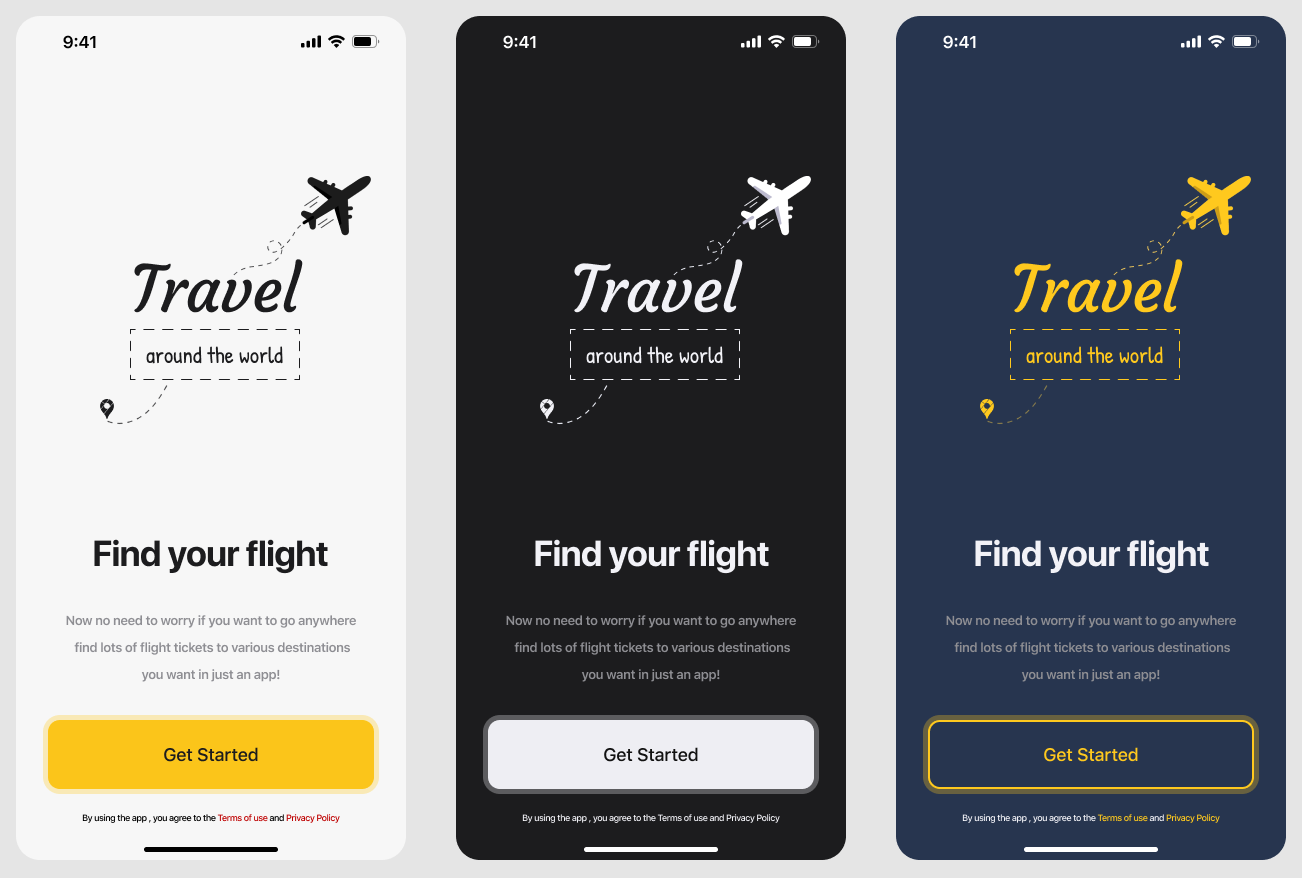 9:41
Travel
around the world
Find your flight
Now no need to worry if you want to go anywhere
find lots of flight tickets to various destinations
you want in just an app!
Get Started
By using the app , you agree to the Terms of use and Privacy Policy
9:41
Travel
around the world
Find your flight
Now no need to worry if you want to go anywhere
find lots of flight tickets to various destinations
you want in just an app!
Get Started
By using the app , you agree to the Terms of use and Privacy Policy
9:41
Travel
around the world
Find your flight
Now no need to worry if you want to go anywhere
find lots of flight tickets to various destinations
you want in just an app!
Get Started
By using the app , you agree to the Terms of use and Privacy Policy